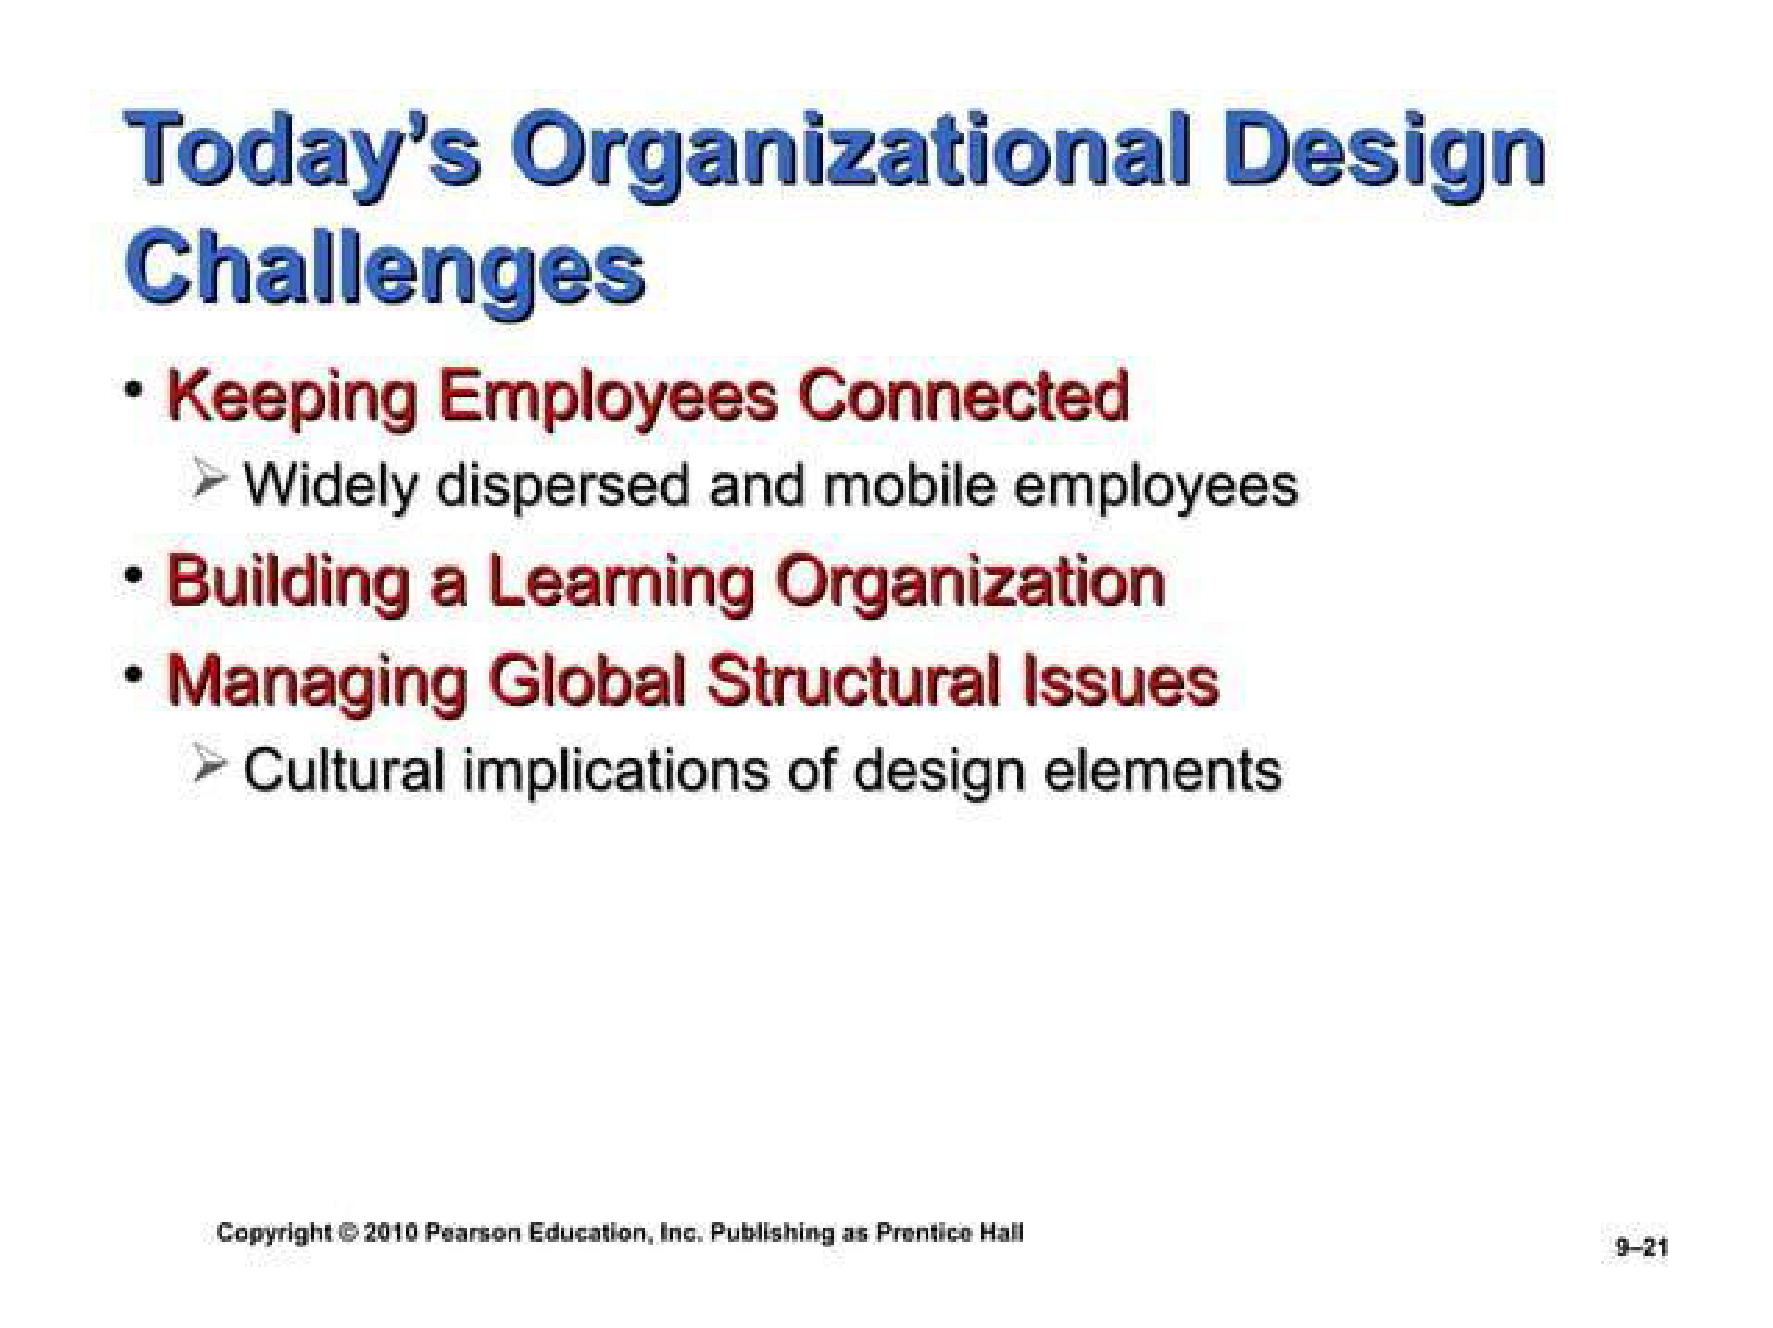 Today’s Organizational Design
Challenges
• Keeping Employees Connected
➢ Widely dispersed and mobile employees
• Building a Learning Organization
• Managing Global Structural Issues
➢ Cultural implications of design elements
Copyright © 2010 Pearson Education, Inc. Publishing as Prentice Hall
9–21